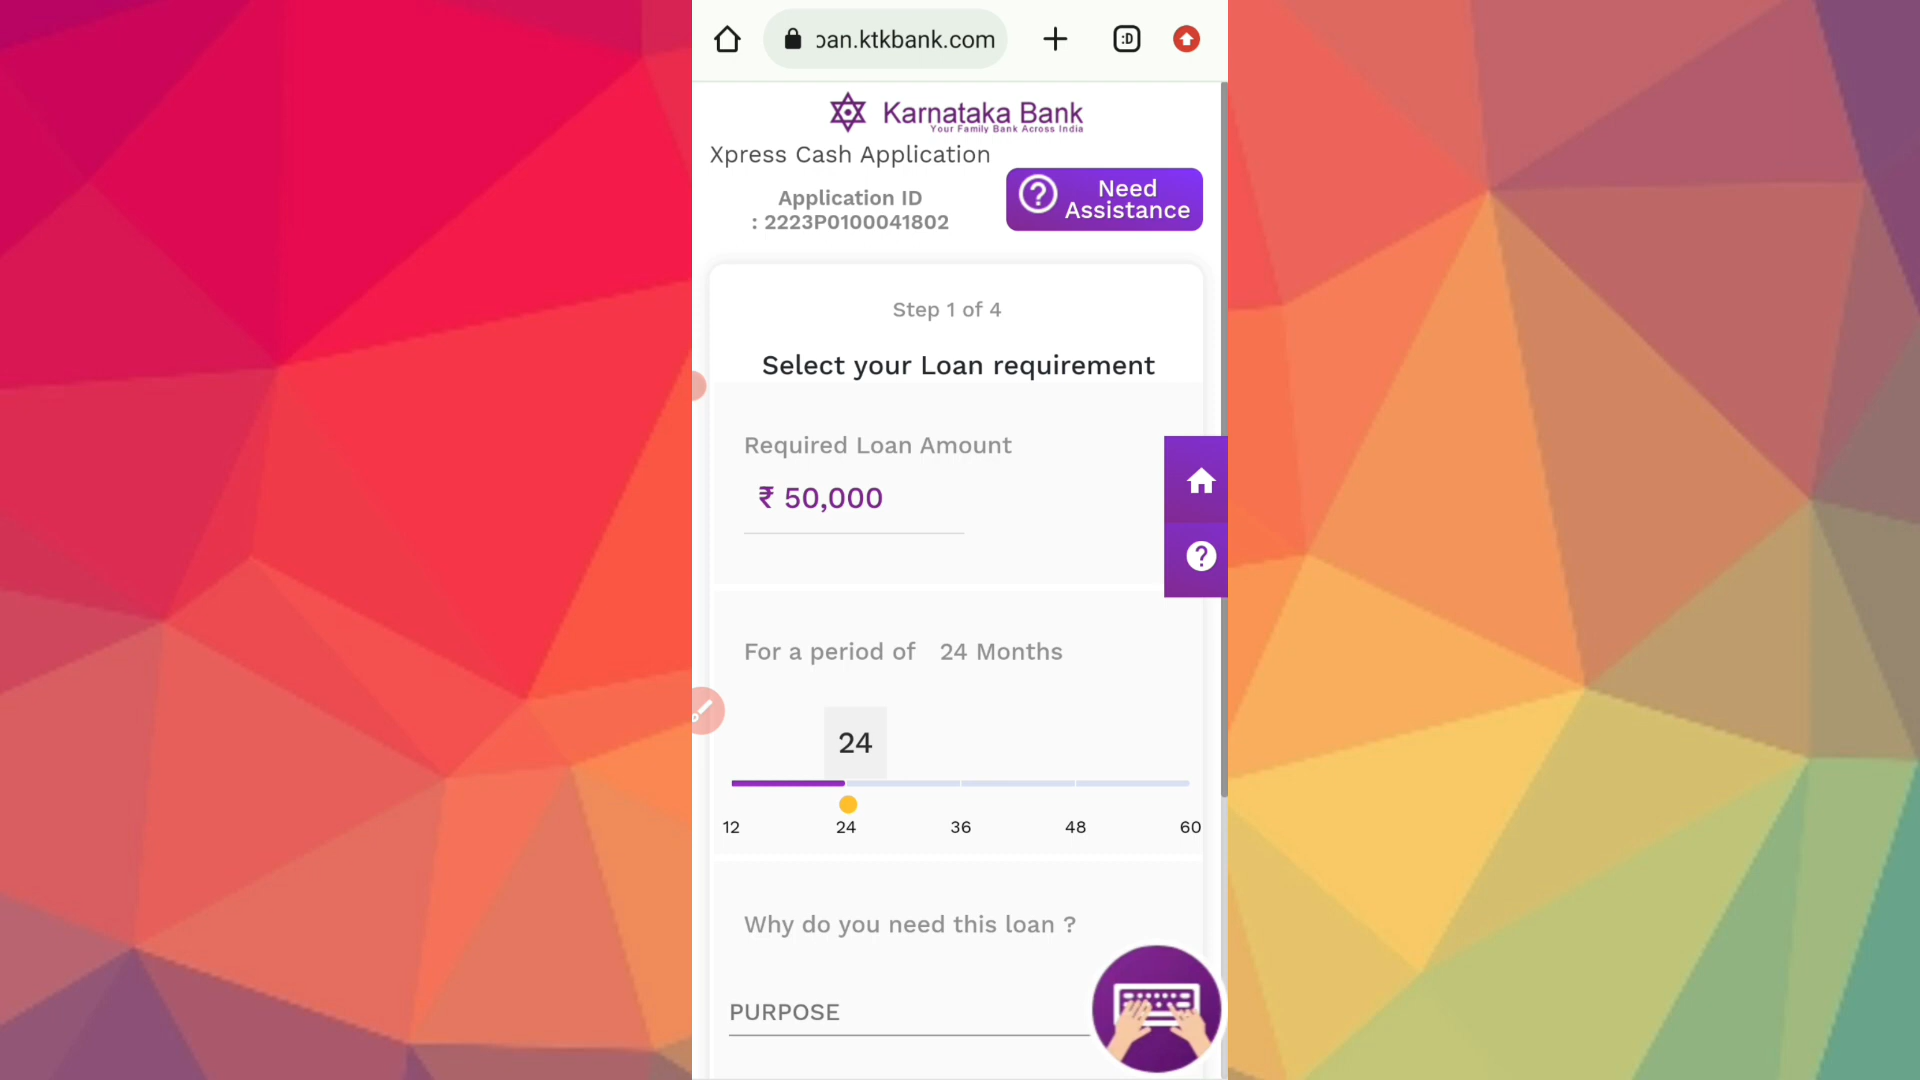 oan.ktkbank.com
:D
Karnataka Bank
Your Family Bank Across India
Xpress Cash Application
Application ID
: 2223P0100041802
Need
Assistance
Step 1 of 4
Select your Loan requirement
Required Loan Amount
₹ 50,000
For a period of 24 Months
24
12 24 36 48 60
Why do you need this loan ?
PURPOSE